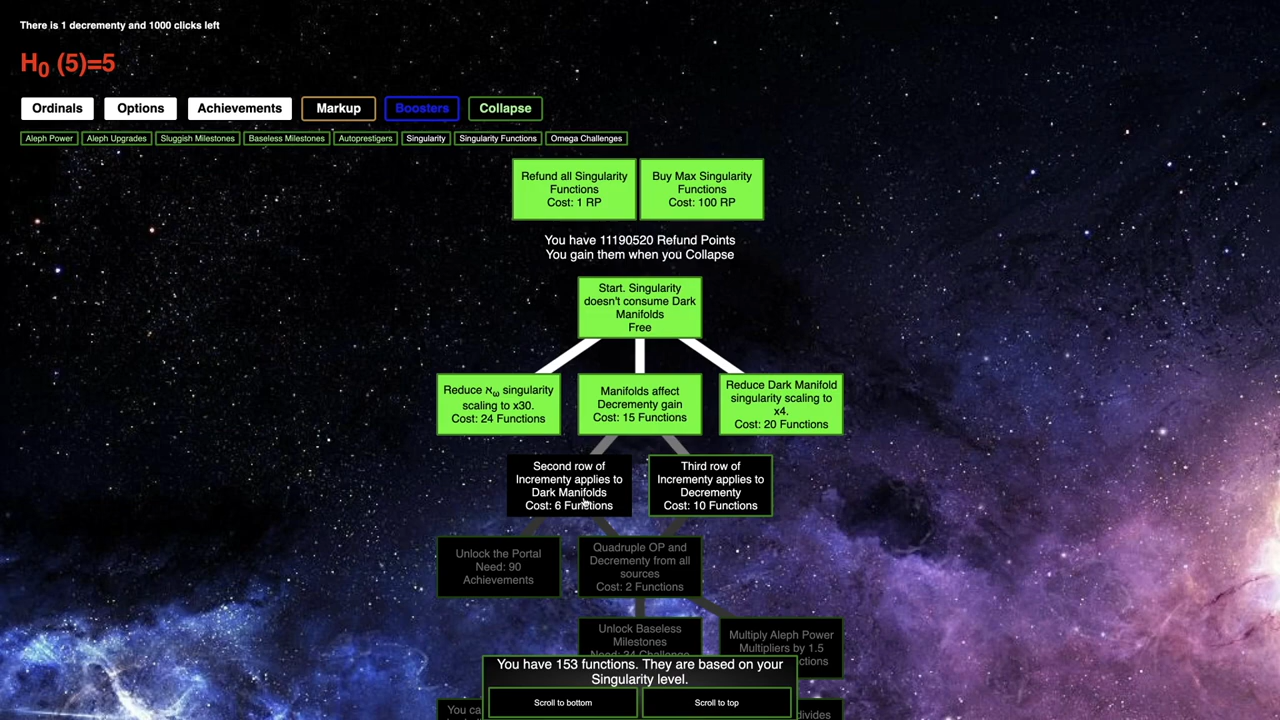 There is 1 decrementy and 1000 clicks left
H0 (5)=5
Ordinals
Options
Achievements
Markup
Boosters
Collapse
Aleph Power
Aleph Upgrades
Sluggish Milestones
Baseless Milestones
Autoprestigers
Singularity
Singularity Functions
Omega Challenges
Refund all Singularity
Functions
Cost: 1 RP
Buy Max Singularity
Functions
Cost: 100 RP
You have 11190520 Refund Points
You gain them when you Collapse
Start. Singularity
doesn't consume Dark
Manifolds
Free
Reduce ℵω singularity
scaling to x30.
Cost: 24 Functions
Manifolds affect
Decrementy gain
Cost: 15 Functions
Reduce Dark Manifold
singularity scaling to
x4.
Cost: 20 Functions
Second row of
Incrementy applies to
Dark Manifolds
Cost: 6 Functions
Third row of
Incrementy applies to
Decrementy
Cost: 10 Functions
Unlock the Portal
Need: 90
Achievements
Quadruple OP and
Decrementy from all
sources
Cost: 2 Functions
Unlock Baseless
Milestones
Multiply Aleph Power
Multipliers by 1.5
You have 153 functions. They are based on your
Singularity level.
Scroll to bottom
Scroll to top
You ca
divides